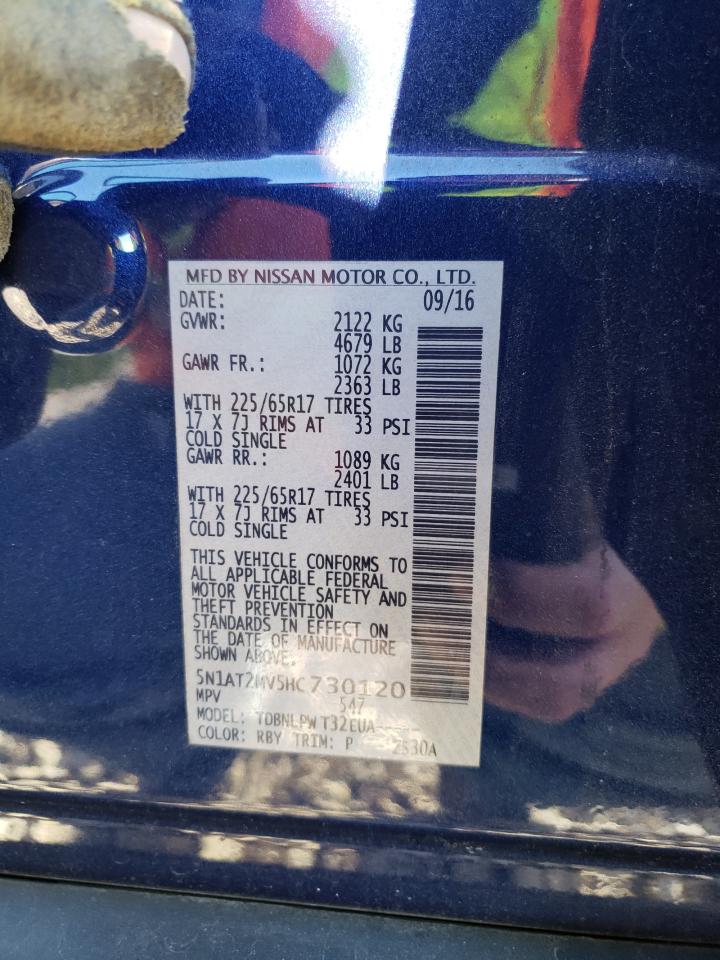 MFD BY NISSAN MOTOR CO., LTD.
DATE: 09/16
GVWR: 2122 KG
4679 LB
GAWR FR.: 1072 KG
2363 LB
WITH 225/65R17 TIRES
17 X 7J RIMS AT 33 PSI
COLD SINGLE
GAWR RR.: 1089 KG
2401 LB
WITH 225/65R17 TIRES
17 X 7J RIMS AT 33 PSI
COLD SINGLE
THIS VEHICLE CONFORMS TO
ALL APPLICABLE FEDERAL
MOTOR VEHICLE SAFETY AND
THEFT PREVENTION
STANDARDS IN EFFECT ON
THE DATE OF MANUFACTURE
SHOWN ABOVE.
5N1AT2MV5HC730120
MPV 547
MODEL: TDBNLPW T32EUA-----
COLOR: RBY TRIM: P